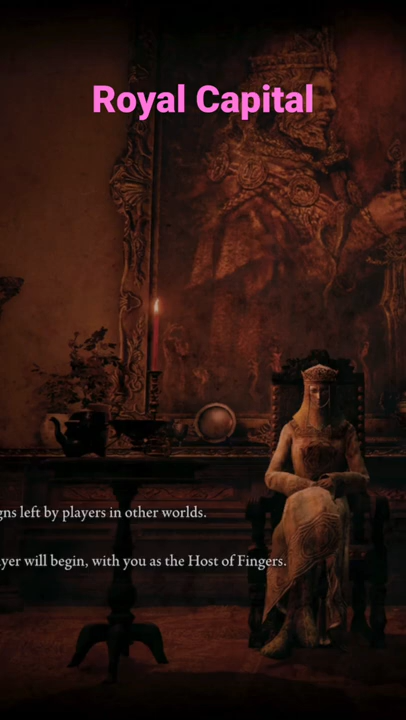 Royal Capital
gns left by players in other worlds.
yer will begin, with you as the Host of Fingers.